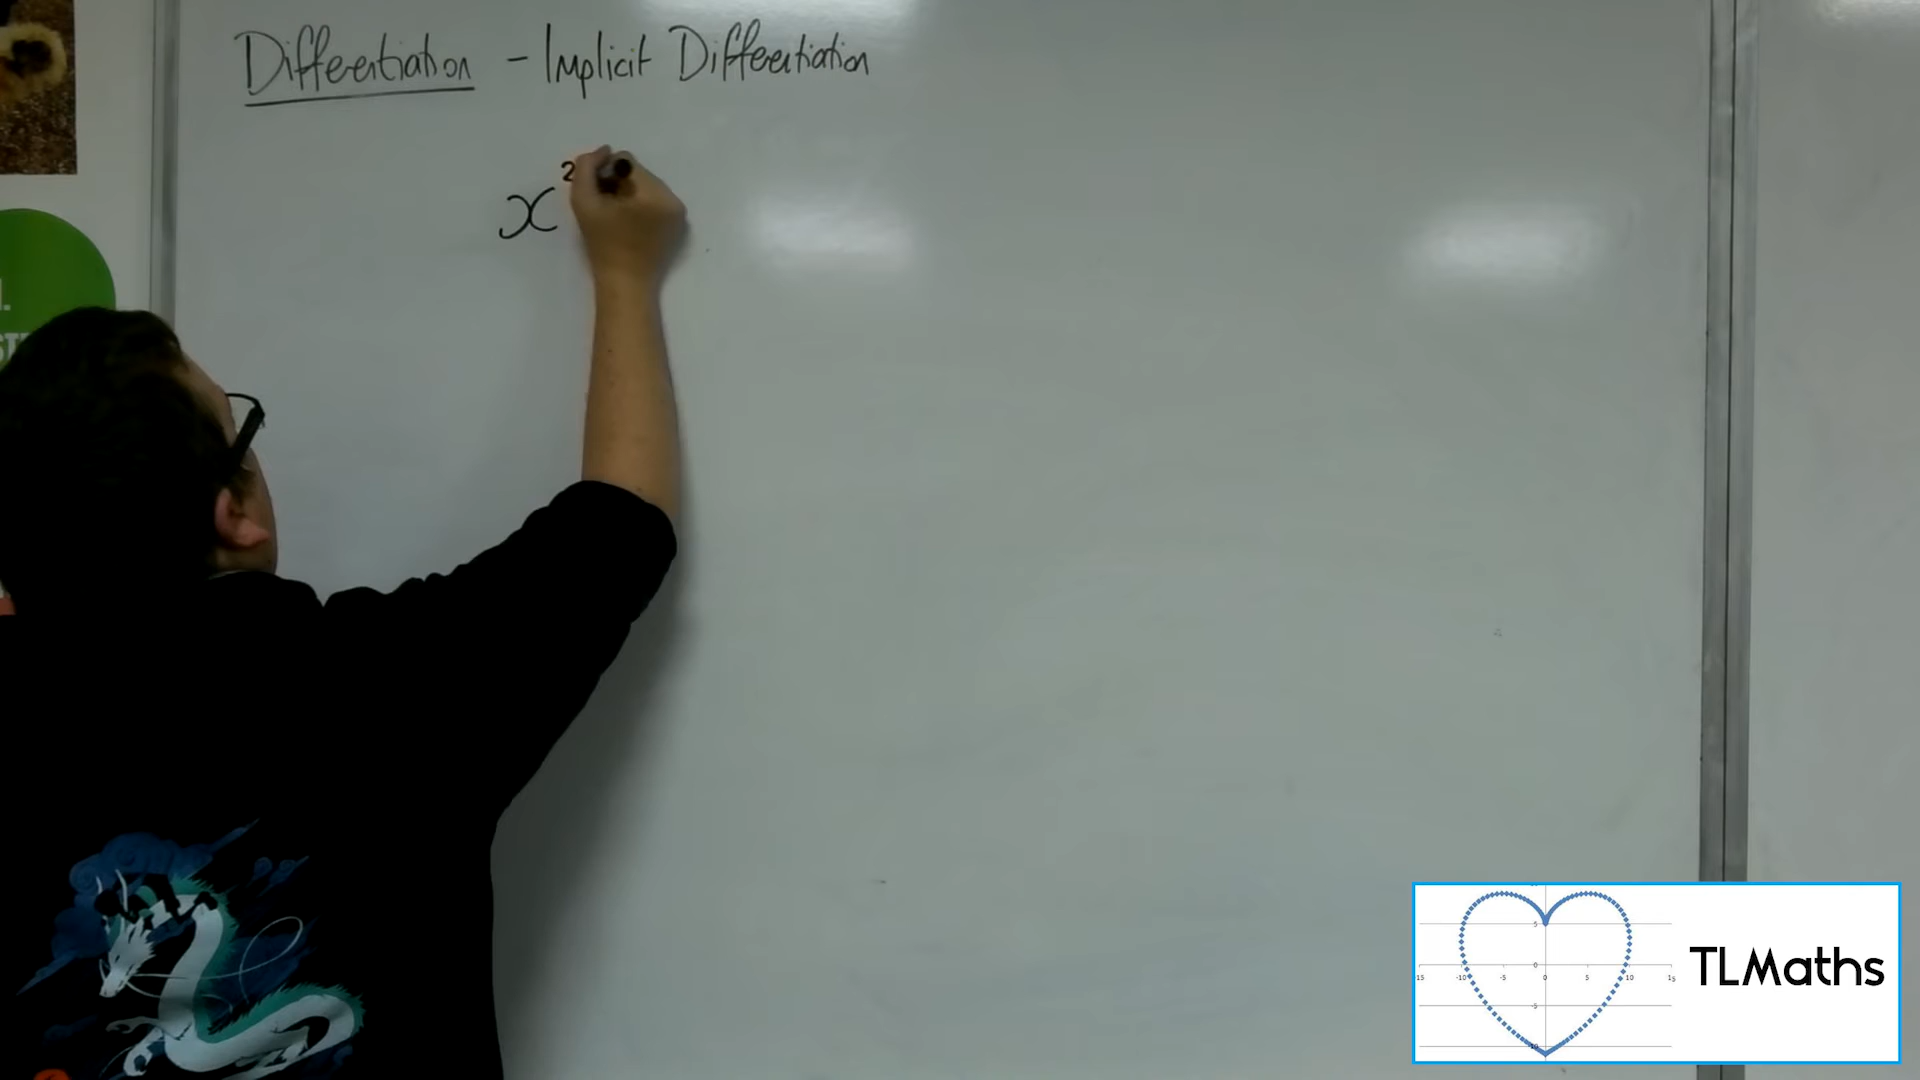 Differentiation - Implicit Differentiation
x²
TLMaths